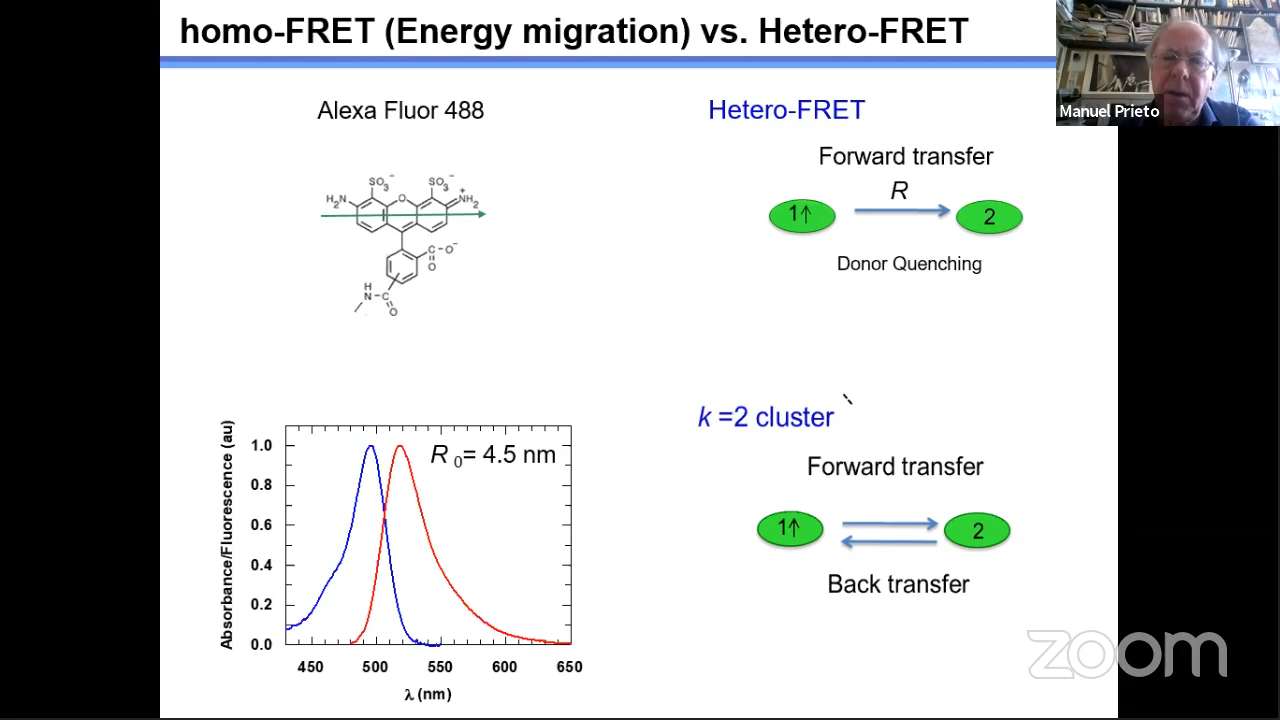 homo-FRET (Energy migration) vs. Hetero-FRET
Manuel Prieto
Alexa Fluor 488
SO3− SO3−
H2N O +NH2
C−O−
O
H
N−C
O
Hetero-FRET
Forward transfer
R
1↑ 2
Donor Quenching
k =2 cluster
Forward transfer
1↑ 2
Back transfer
R 0= 4.5 nm
Absorbance/Fluorescence (au)
1.0
0.8
0.6
0.4
0.2
0.0
450 500 550 600 650
λ (nm)
zoom